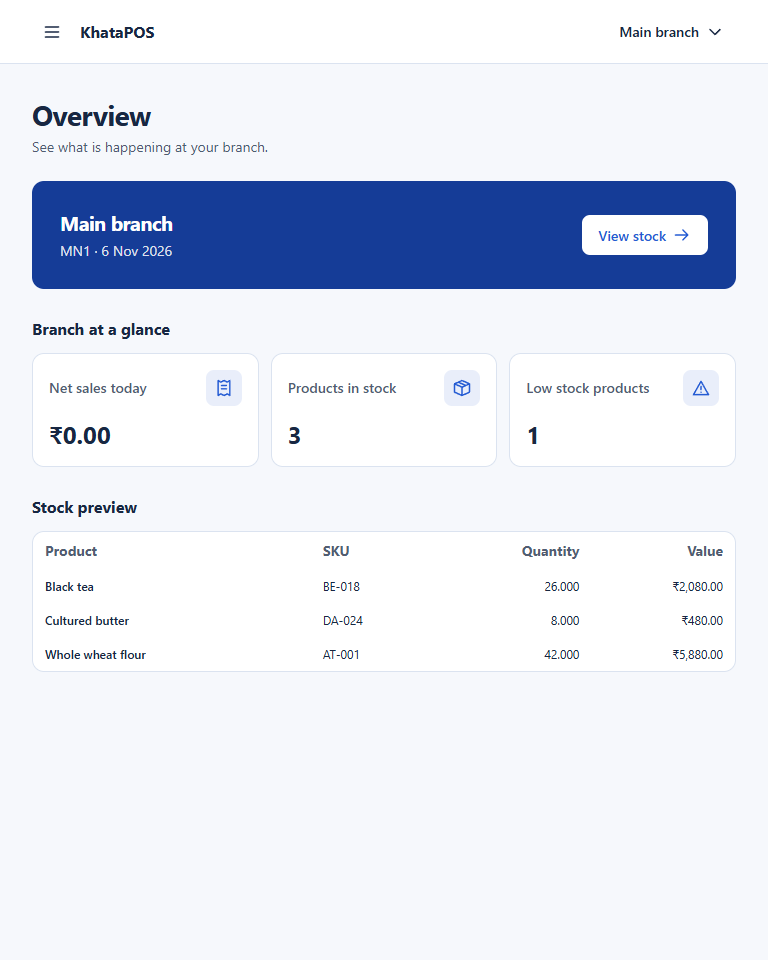 KhataPOS
Main branch
Overview
See what is happening at your branch.
Main branch
MN1 · 6 Nov 2026
View stock
Branch at a glance
Net sales today
₹0.00
Products in stock
3
Low stock products
1
Stock preview
Product SKU Quantity Value
Black tea BE-018 26.000 ₹2,080.00
Cultured butter DA-024 8.000 ₹480.00
Whole wheat flour AT-001 42.000 ₹5,880.00